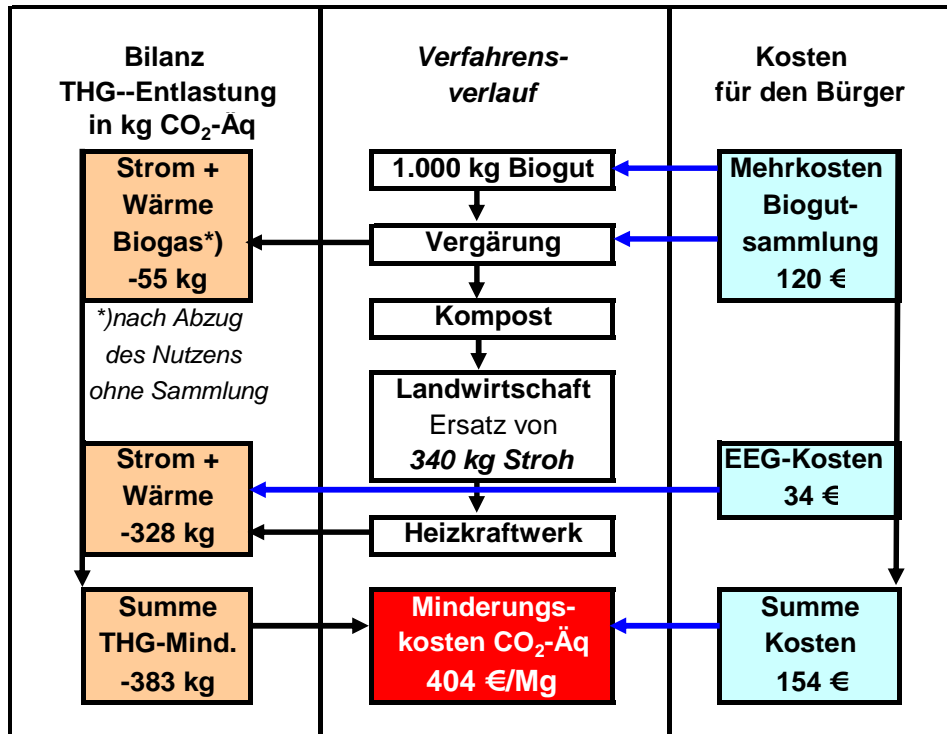 Bilanz
THG--Entlastung
in kg CO₂-Äq
Strom +
Wärme
Biogas*)
-55 kg
*)nach Abzug
des Nutzens
ohne Sammlung
Strom +
Wärme
-328 kg
Summe
THG-Mind.
-383 kg
Verfahrens-
verlauf
1.000 kg Biogut
Vergärung
Kompost
Landwirtschaft
Ersatz von
340 kg Stroh
Heizkraftwerk
Minderungs-
kosten CO₂-Äq
404 €/Mg
Kosten
für den Bürger
Mehrkosten
Biogut-
sammlung
120 €
EEG-Kosten
34 €
Summe
Kosten
154 €